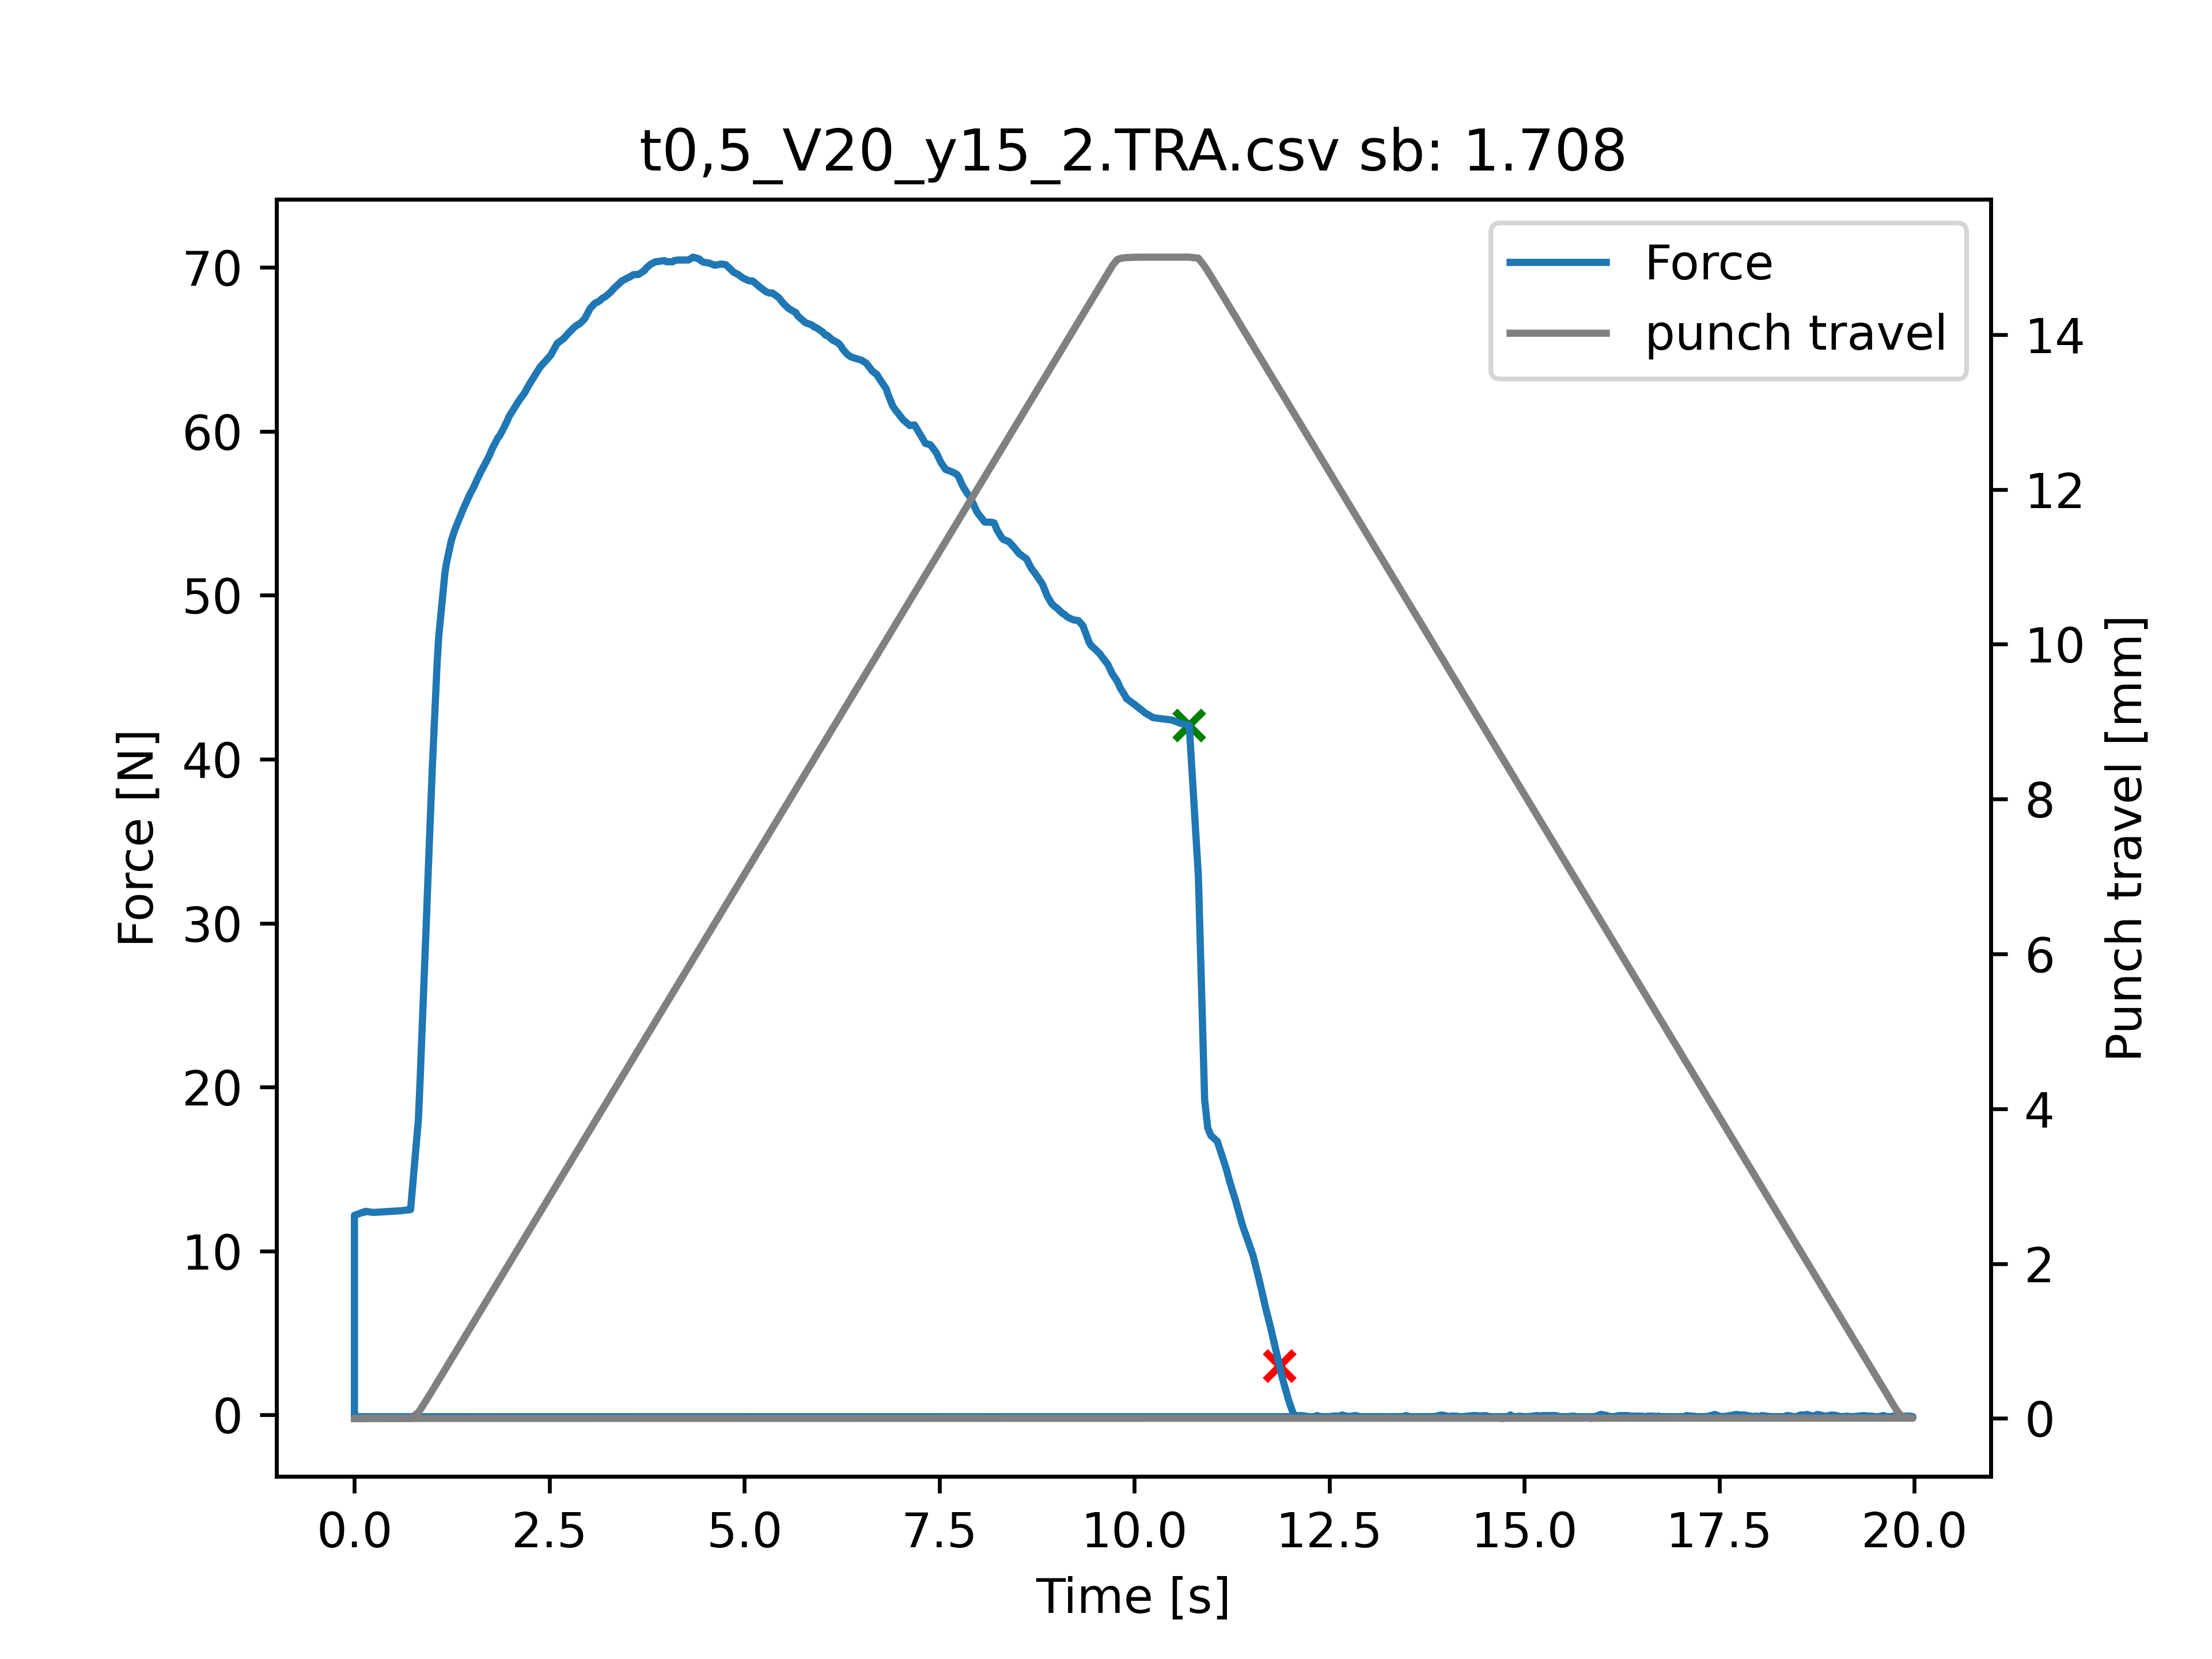 t0,5_V20_y15_2.TRA.csv sb: 1.708
Force
punch travel
70
60
50
40
30
20
10
0
Force [N]
14
12
10
8
6
4
2
0
Punch travel [mm]
0.0 2.5 5.0 7.5 10.0 12.5 15.0 17.5 20.0
Time [s]